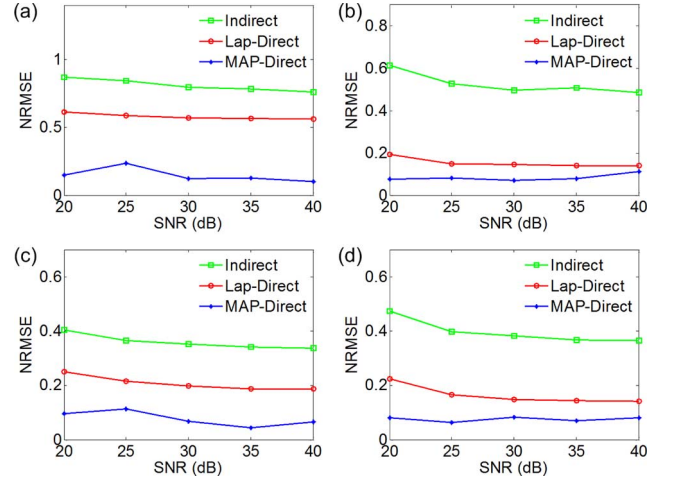 (a)
NRMSE
1
0.5
0
Indirect
Lap-Direct
MAP-Direct
20 25 30 35 40
SNR (dB)
(b)
NRMSE
0.8
0.6
0.4
0.2
0
Indirect
Lap-Direct
MAP-Direct
20 25 30 35 40
SNR (dB)
(c)
NRMSE
0.6
0.4
0.2
0
Indirect
Lap-Direct
MAP-Direct
20 25 30 35 40
SNR (dB)
(d)
NRMSE
0.6
0.4
0.2
0
Indirect
Lap-Direct
MAP-Direct
20 25 30 35 40
SNR (dB)